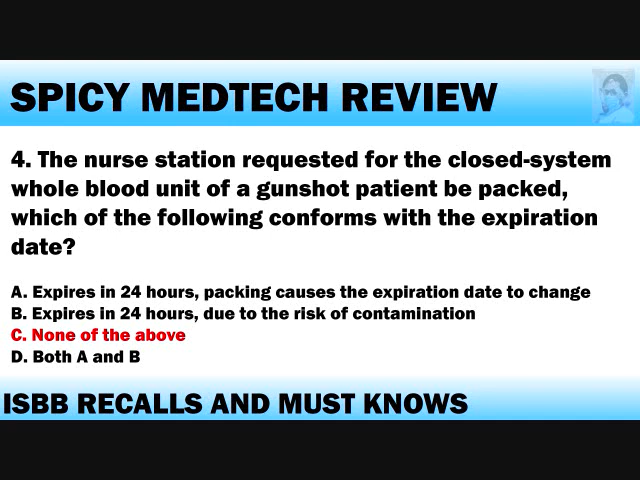 SPICY MEDTECH REVIEW
4. The nurse station requested for the closed-system
whole blood unit of a gunshot patient be packed,
which of the following conforms with the expiration
date?
A. Expires in 24 hours, packing causes the expiration date to change
B. Expires in 24 hours, due to the risk of contamination
C. None of the above
D. Both A and B
ISBB RECALLS AND MUST KNOWS